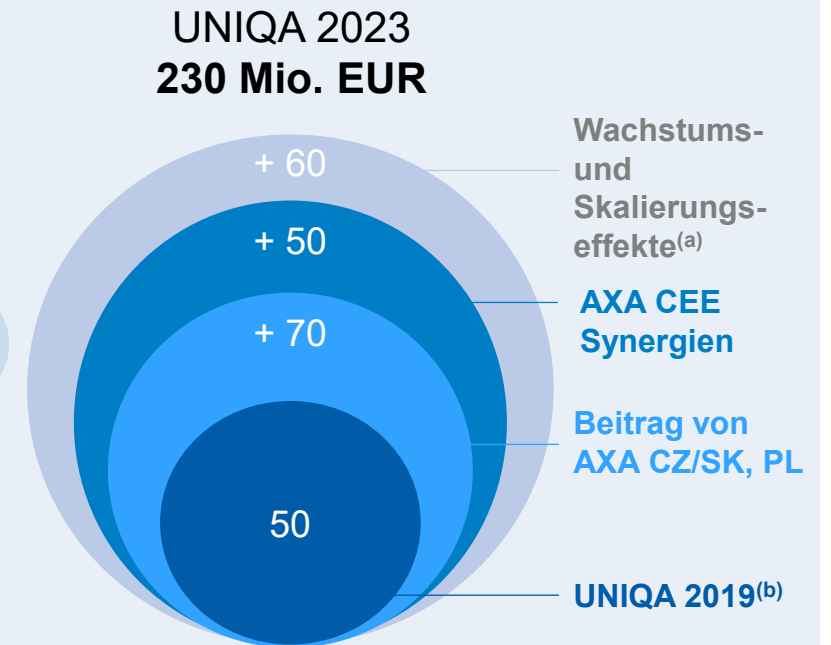 UNIQA 2023
230 Mio. EUR
+ 60
+ 50
+ 70
50
Wachstums-
und
Skalierungs-
effekte(a)
AXA CEE
Synergien
Beitrag von
AXA CZ/SK, PL
UNIQA 2019(b)